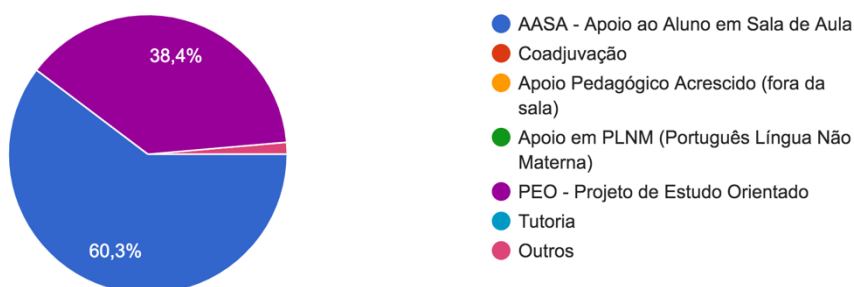 38,4%
60,3%
AASA - Apoio ao Aluno em Sala de Aula
Coadjuvação
Apoio Pedagógico Acrescido (fora da
sala)
Apoio em PLNM (Português Língua Não
Materna)
PEO - Projeto de Estudo Orientado
Tutoria
Outros